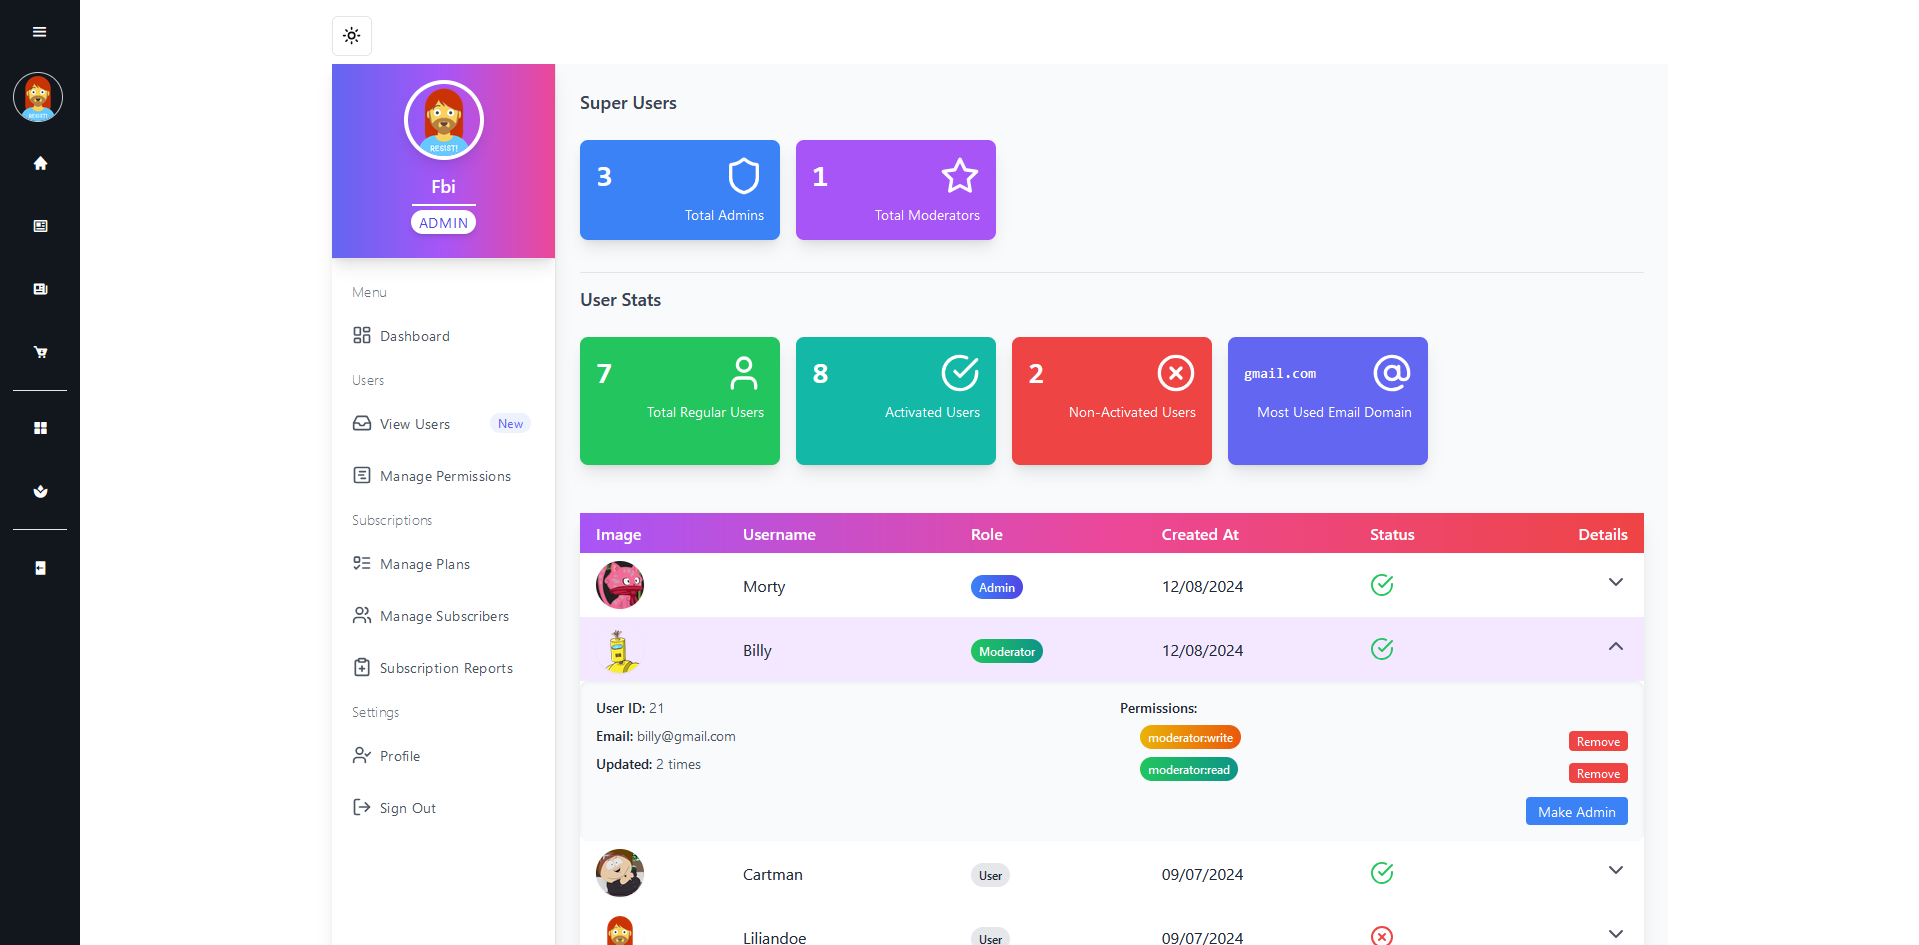 RESIST!
RESIST!
Fbi
ADMIN
Menu
Dashboard
Users
View Users New
Manage Permissions
Subscriptions
Manage Plans
Manage Subscribers
Subscription Reports
Settings
Profile
Sign Out
Super Users
3
Total Admins
1
Total Moderators
User Stats
7
Total Regular Users
8
Activated Users
2
Non-Activated Users
gmail.com
Most Used Email Domain
Image Username Role Created At Status Details
Morty Admin 12/08/2024
Billy Moderator 12/08/2024
User ID: 21
Email: billy@gmail.com
Updated: 2 times
Permissions:
moderator:write Remove
moderator:read Remove
Make Admin
Cartman User 09/07/2024
Liliandoe User 09/07/2024